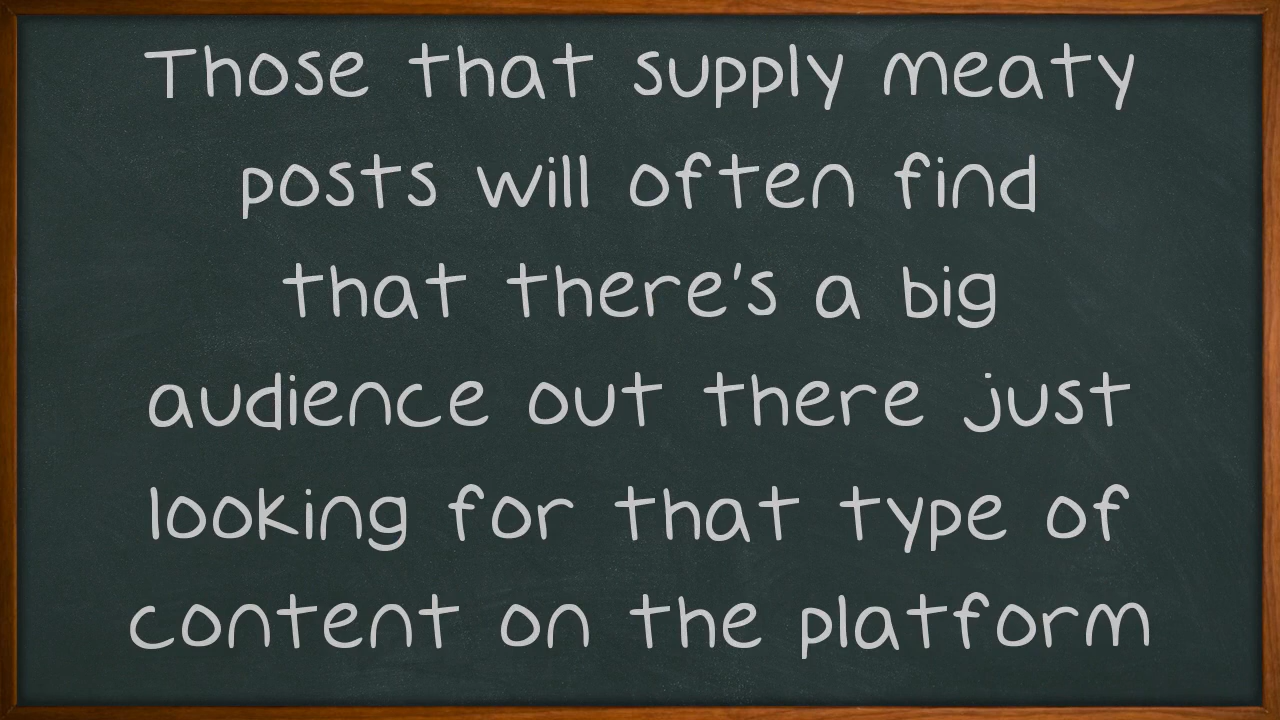 Those that supply meaty
posts will often find
that there's a big
audience out there just
looking for that type of
content on the platform